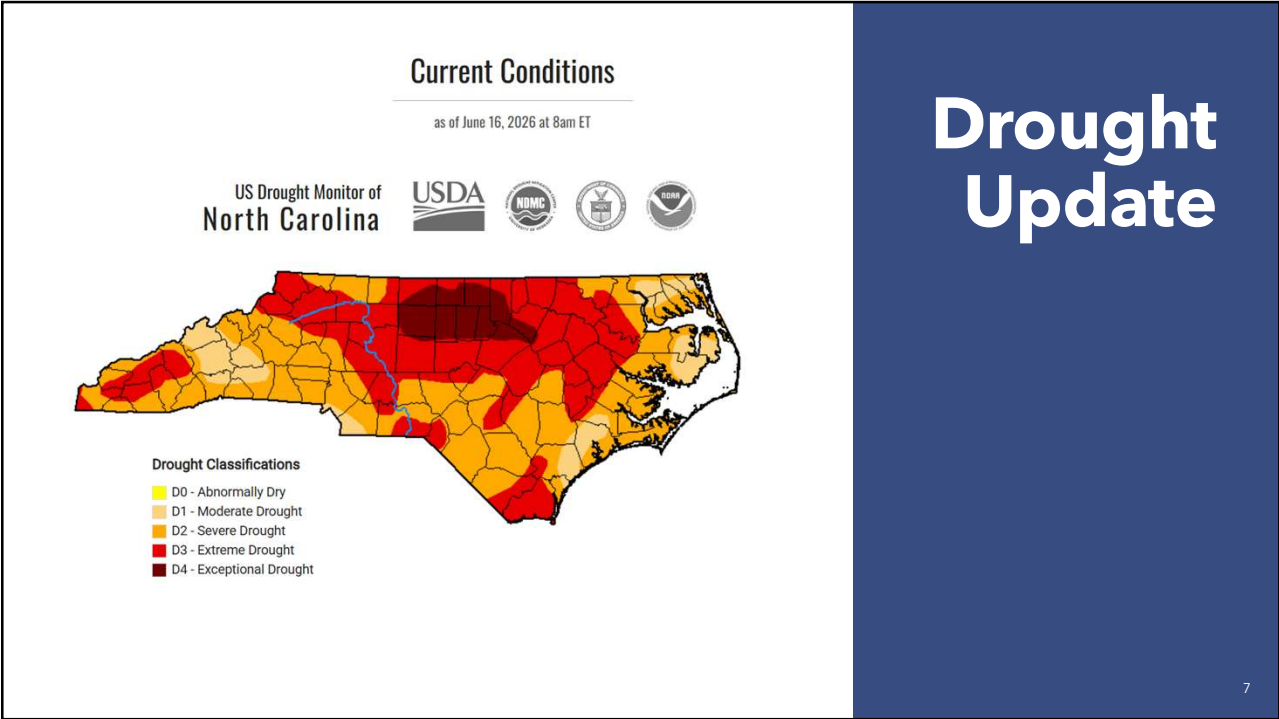 Current Conditions
as of June 16, 2026 at 8am ET
US Drought Monitor of
North Carolina
USDA
NDMC
NOAA
Drought Classifications
D0 - Abnormally Dry
D1 - Moderate Drought
D2 - Severe Drought
D3 - Extreme Drought
D4 - Exceptional Drought
Drought
Update
7